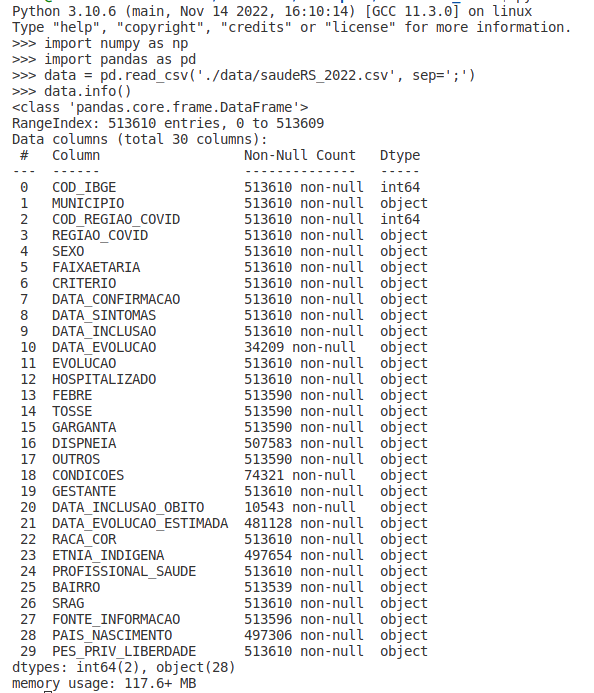 Python 3.10.6 (main, Nov 14 2022, 16:10:14) [GCC 11.3.0] on linux
Type "help", "copyright", "credits" or "license" for more information.
>>> import numpy as np
>>> import pandas as pd
>>> data = pd.read_csv('./data/saudeRS_2022.csv', sep=';')
>>> data.info()
<class 'pandas.core.frame.DataFrame'>
RangeIndex: 513610 entries, 0 to 513609
Data columns (total 30 columns):
 #   Column                  Non-Null Count   Dtype
---  ------                  --------------   -----
 0   COD_IBGE                513610 non-null  int64
 1   MUNICIPIO               513610 non-null  object
 2   COD_REGIAO_COVID        513610 non-null  int64
 3   REGIAO_COVID            513610 non-null  object
 4   SEXO                    513610 non-null  object
 5   FAIXAETARIA             513610 non-null  object
 6   CRITERIO                513610 non-null  object
 7   DATA_CONFIRMACAO        513610 non-null  object
 8   DATA_SINTOMAS           513610 non-null  object
 9   DATA_INCLUSAO           513610 non-null  object
 10  DATA_EVOLUCAO           34209 non-null   object
 11  EVOLUCAO                513610 non-null  object
 12  HOSPITALIZADO           513610 non-null  object
 13  FEBRE                   513590 non-null  object
 14  TOSSE                   513590 non-null  object
 15  GARGANTA                513590 non-null  object
 16  DISPNEIA                507583 non-null  object
 17  OUTROS                  513590 non-null  object
 18  CONDICOES               74321 non-null   object
 19  GESTANTE                513610 non-null  object
 20  DATA_INCLUSAO_OBITO     10543 non-null   object
 21  DATA_EVOLUCAO_ESTIMADA  481128 non-null  object
 22  RACA_COR                513610 non-null  object
 23  ETNIA_INDIGENA          497654 non-null  object
 24  PROFISSIONAL_SAUDE      513610 non-null  object
 25  BAIRRO                  513539 non-null  object
 26  SRAG                    513610 non-null  object
 27  FONTE_INFORMACAO        513596 non-null  object
 28  PAIS_NASCIMENTO         497306 non-null  object
 29  PES_PRIV_LIBERDADE      513610 non-null  object
dtypes: int64(2), object(28)
memory usage: 117.6+ MB